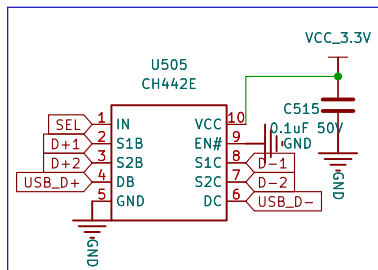 VCC_3.3V
U505
CH442E
C515
0.1uF 50V
GND
SEL 1 IN VCC 10
D+1 2 S1B EN# 9 GND
D+2 3 S2B S1C 8 D-1
USB_D+ 4 DB S2C 7 D-2
5 GND DC 6 USB_D-
GND